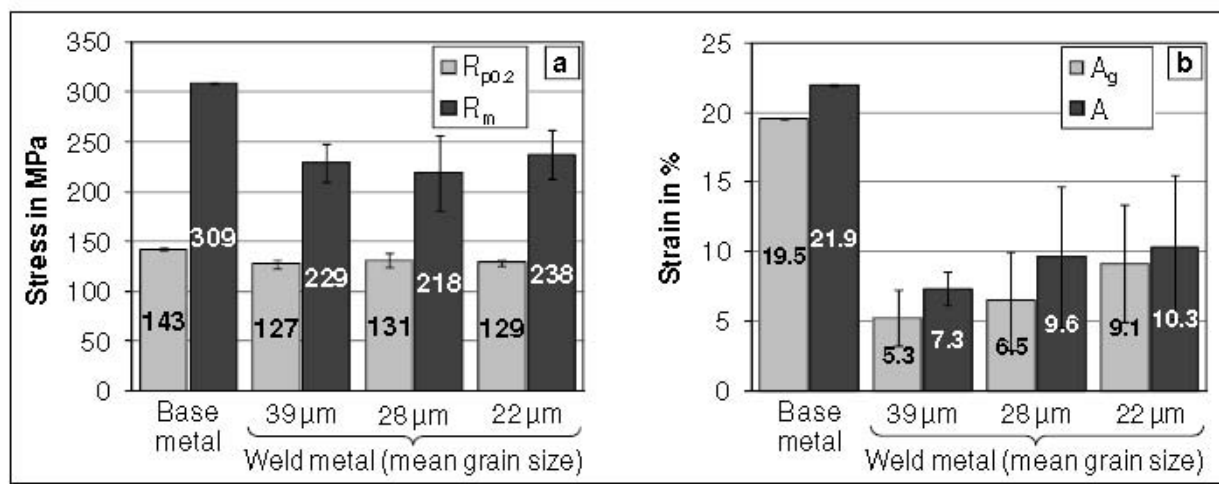 a
R_p0.2
R_m
Stress in MPa
350
300
250
200
150
100
50
0
143
309
127
229
131
218
129
238
Base metal
39 µm
28 µm
22 µm
Weld metal (mean grain size)
b
A_g
A
Strain in %
25
20
15
10
5
0
19.5
21.9
5.3
7.3
6.5
9.6
9.1
10.3
Base metal
39 µm
28 µm
22 µm
Weld metal (mean grain size)